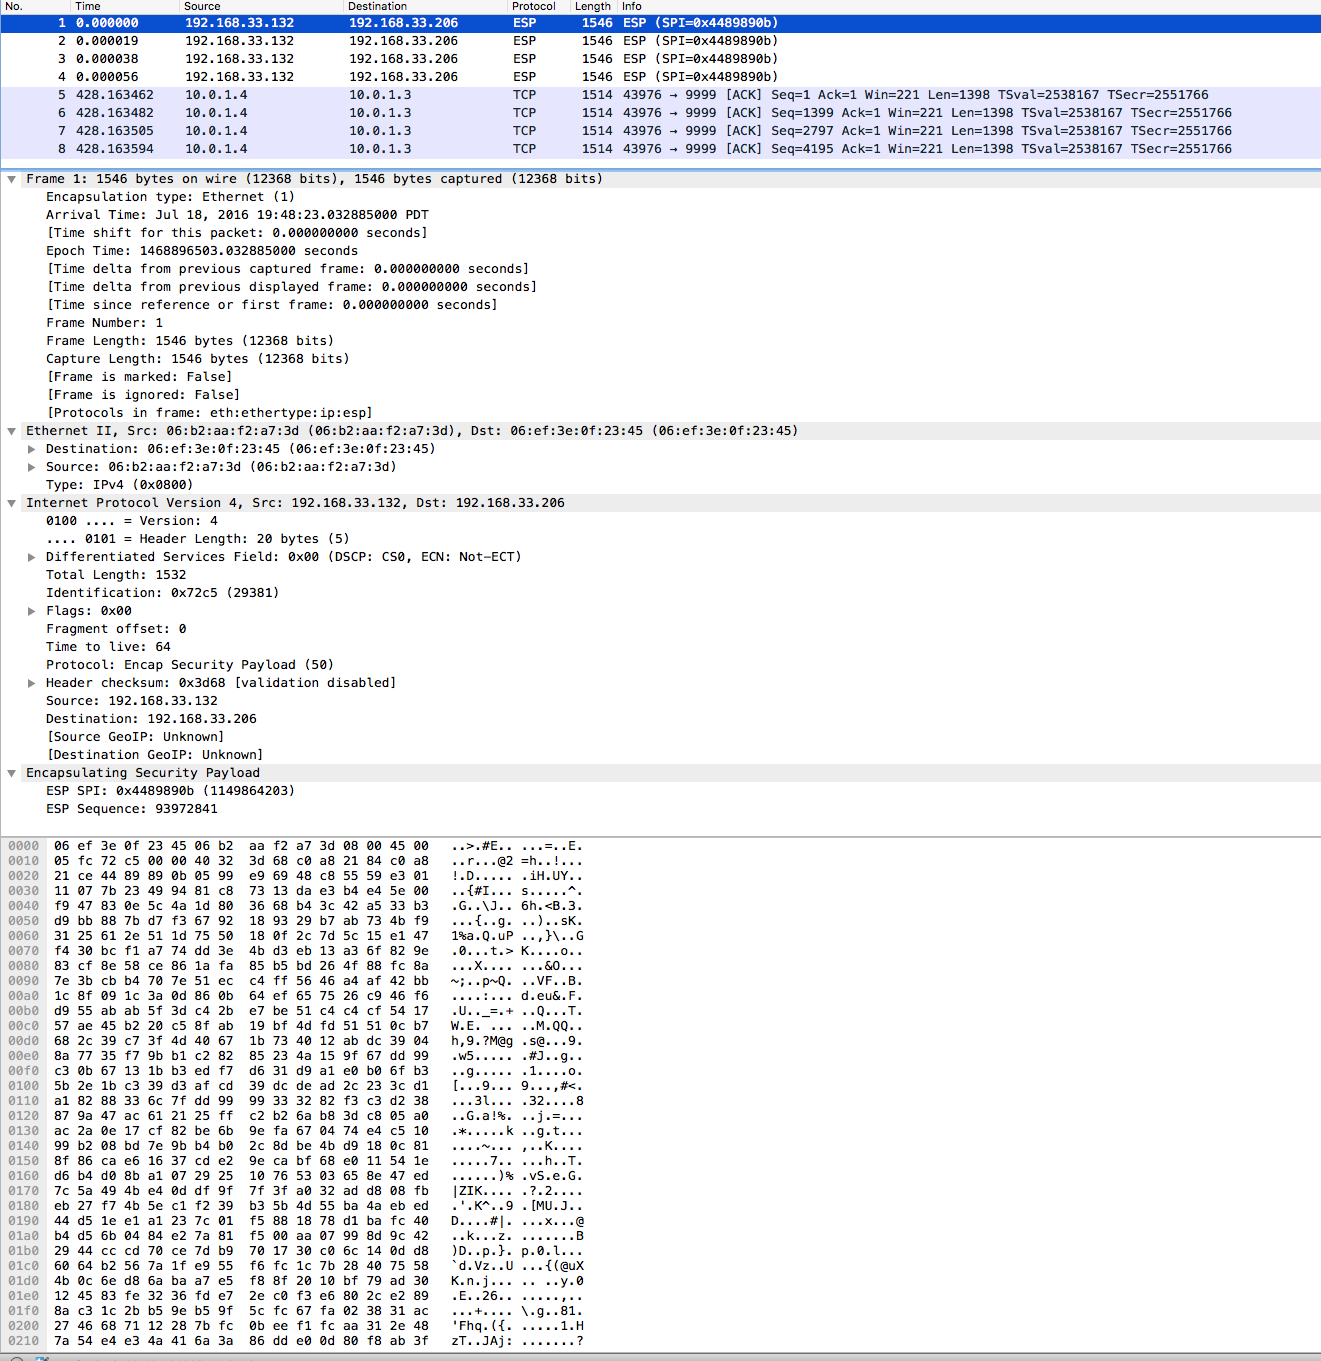 No. Time Source Destination Protocol Length Info
1 0.000000 192.168.33.132 192.168.33.206 ESP 1546 ESP (SPI=0x4489890b)
2 0.000019 192.168.33.132 192.168.33.206 ESP 1546 ESP (SPI=0x4489890b)
3 0.000038 192.168.33.132 192.168.33.206 ESP 1546 ESP (SPI=0x4489890b)
4 0.000056 192.168.33.132 192.168.33.206 ESP 1546 ESP (SPI=0x4489890b)
5 428.163462 10.0.1.4 10.0.1.3 TCP 1514 43976 → 9999 [ACK] Seq=1 Ack=1 Win=221 Len=1398 TSval=2538167 TSecr=2551766
6 428.163482 10.0.1.4 10.0.1.3 TCP 1514 43976 → 9999 [ACK] Seq=1399 Ack=1 Win=221 Len=1398 TSval=2538167 TSecr=2551766
7 428.163505 10.0.1.4 10.0.1.3 TCP 1514 43976 → 9999 [ACK] Seq=2797 Ack=1 Win=221 Len=1398 TSval=2538167 TSecr=2551766
8 428.163594 10.0.1.4 10.0.1.3 TCP 1514 43976 → 9999 [ACK] Seq=4195 Ack=1 Win=221 Len=1398 TSval=2538167 TSecr=2551766
Frame 1: 1546 bytes on wire (12368 bits), 1546 bytes captured (12368 bits)
Encapsulation type: Ethernet (1)
Arrival Time: Jul 18, 2016 19:48:23.032885000 PDT
[Time shift for this packet: 0.000000000 seconds]
Epoch Time: 1468896503.032885000 seconds
[Time delta from previous captured frame: 0.000000000 seconds]
[Time delta from previous displayed frame: 0.000000000 seconds]
[Time since reference or first frame: 0.000000000 seconds]
Frame Number: 1
Frame Length: 1546 bytes (12368 bits)
Capture Length: 1546 bytes (12368 bits)
[Frame is marked: False]
[Frame is ignored: False]
[Protocols in frame: eth:ethertype:ip:esp]
Ethernet II, Src: 06:b2:aa:f2:a7:3d (06:b2:aa:f2:a7:3d), Dst: 06:ef:3e:0f:23:45 (06:ef:3e:0f:23:45)
Destination: 06:ef:3e:0f:23:45 (06:ef:3e:0f:23:45)
Source: 06:b2:aa:f2:a7:3d (06:b2:aa:f2:a7:3d)
Type: IPv4 (0x0800)
Internet Protocol Version 4, Src: 192.168.33.132, Dst: 192.168.33.206
0100 .... = Version: 4
.... 0101 = Header Length: 20 bytes (5)
Differentiated Services Field: 0x00 (DSCP: CS0, ECN: Not-ECT)
Total Length: 1532
Identification: 0x72c5 (29381)
Flags: 0x00
Fragment offset: 0
Time to live: 64
Protocol: Encap Security Payload (50)
Header checksum: 0x3d68 [validation disabled]
Source: 192.168.33.132
Destination: 192.168.33.206
[Source GeoIP: Unknown]
[Destination GeoIP: Unknown]
Encapsulating Security Payload
ESP SPI: 0x4489890b (1149864203)
ESP Sequence: 93972841
0000 06 ef 3e 0f 23 45 06 b2 aa f2 a7 3d 08 00 45 00 ..>.#E.. ...=..E.
0010 05 fc 72 c5 00 00 40 32 3d 68 c0 a8 21 84 c0 a8 ..r...@2 =h..!...
0020 21 ce 44 89 89 0b 05 99 e9 69 48 c8 55 59 e3 01 !.D..... .iH.UY..
0030 11 07 7b 23 49 94 81 c8 73 13 da e3 b4 e4 5e 00 ..{#I... s.....^.
0040 f9 47 83 0e 5c 4a 1d 80 36 68 b4 3c 42 a5 33 b3 .G..\J.. 6h.<B.3.
0050 d9 bb 88 7b d7 f3 67 92 18 93 29 b7 ab 73 4b f9 ...{..g. ..)..sK.
0060 31 25 61 2e 51 1d 75 50 18 0f 2c 7d 5c 15 e1 47 1%a.Q.uP ..,}\..G
0070 f4 30 bc f1 a7 74 dd 3e 4b d3 eb 13 a3 6f 82 9e .0...t.> K....o..
0080 83 cf 8e 58 ce 86 1a fa 85 b5 bd 26 4f 88 fc 8a ...X.... ...&O...
0090 7e 3b cb b4 70 7e 51 ec c4 ff 56 46 a4 af 42 bb ~;..p~Q. ..VF..B.
00a0 1c 8f 09 1c 3a 0d 86 0b 64 ef 65 75 26 c9 46 f6 ....:... d.eu&.F.
00b0 d9 55 ab ab 5f 3d c4 2b e7 be 51 c4 c4 cf 54 17 .U.._=.+ ..Q...T.
00c0 57 ae 45 b2 20 c5 8f ab 19 bf 4d fd 51 51 0c b7 W.E. ... ..M.QQ..
00d0 68 2c 39 c7 3f 4d 40 67 1b 73 40 12 ab dc 39 04 h,9.?M@g .s@...9.
00e0 8a 77 35 f7 9b b1 c2 82 85 23 4a 15 9f 67 dd 99 .w5..... .#J..g..
00f0 c3 0b 67 13 1b b3 ed f7 d6 31 d9 a1 e0 b0 6f b3 ..g..... .1....o.
0100 5b 2e 1b c3 39 d3 af cd 39 dc de ad 2c 23 3c d1 [...9... 9...,#<.
0110 a1 82 88 33 6c 7f dd 99 99 33 32 82 f3 c3 d2 38 ...3l... .32....8
0120 87 9a 47 ac 61 21 25 ff c2 b2 6a b8 3d c8 05 a0 ..G.a!%. ..j.=...
0130 ac 2a 0e 17 cf 82 be 6b 9e fa 67 04 74 e4 c5 10 .*.....k ..g.t...
0140 99 b2 08 bd 7e 9b b4 b0 2c 8d be 4b d9 18 0c 81 ....~... ,..K....
0150 8f 86 ca e6 16 37 cd e2 9e ca bf 68 e0 11 54 1e .....7.. ...h..T.
0160 d6 b4 d0 8b a1 07 29 25 10 76 53 03 65 8e 47 ed ......)% .vS.e.G.
0170 7c 5a 49 4b e4 0d df 9f 7f 3f a0 32 ad d8 08 fb |ZIK.... .?.2....
0180 eb 27 f7 4b 5e c1 f2 39 b3 5b 4d 55 ba 4a eb ed .'.K^..9 .[MU.J..
0190 44 d5 1e e1 a1 23 7c 01 f5 88 18 78 d1 ba fc 40 D....#|. ...x...@
01a0 b4 d5 6b 04 84 e2 7a 81 f5 00 aa 07 99 8d 9c 42 ..k...z. .......B
01b0 29 44 cc cd 70 ce 7d b9 70 17 30 c0 6c 14 0d d8 )D..p.}. p.0.l...
01c0 60 64 b2 56 7a 1f e9 55 f6 fc 1c 7b 28 40 75 58 `d.Vz..U ...{(@uX
01d0 4b 0c 6e d8 6a ba a7 e5 f8 8f 20 10 bf 79 ad 30 K.n.j... .. ..y.0
01e0 12 45 83 fe 32 36 fd e7 2e c0 f3 e6 80 2c e2 89 .E..26.. .....,..
01f0 8a c3 1c 2b b5 9e b5 9f 5c fc 67 fa 02 38 31 ac ...+.... \.g..81.
0200 27 46 68 71 12 28 7b fc 0b ee f1 fc aa 31 2e 48 'Fhq.({. .....1.H
0210 7a 54 e4 e3 4a 41 6a 3a 86 dd e0 0d 80 f8 ab 3f zT..JAj: .......?